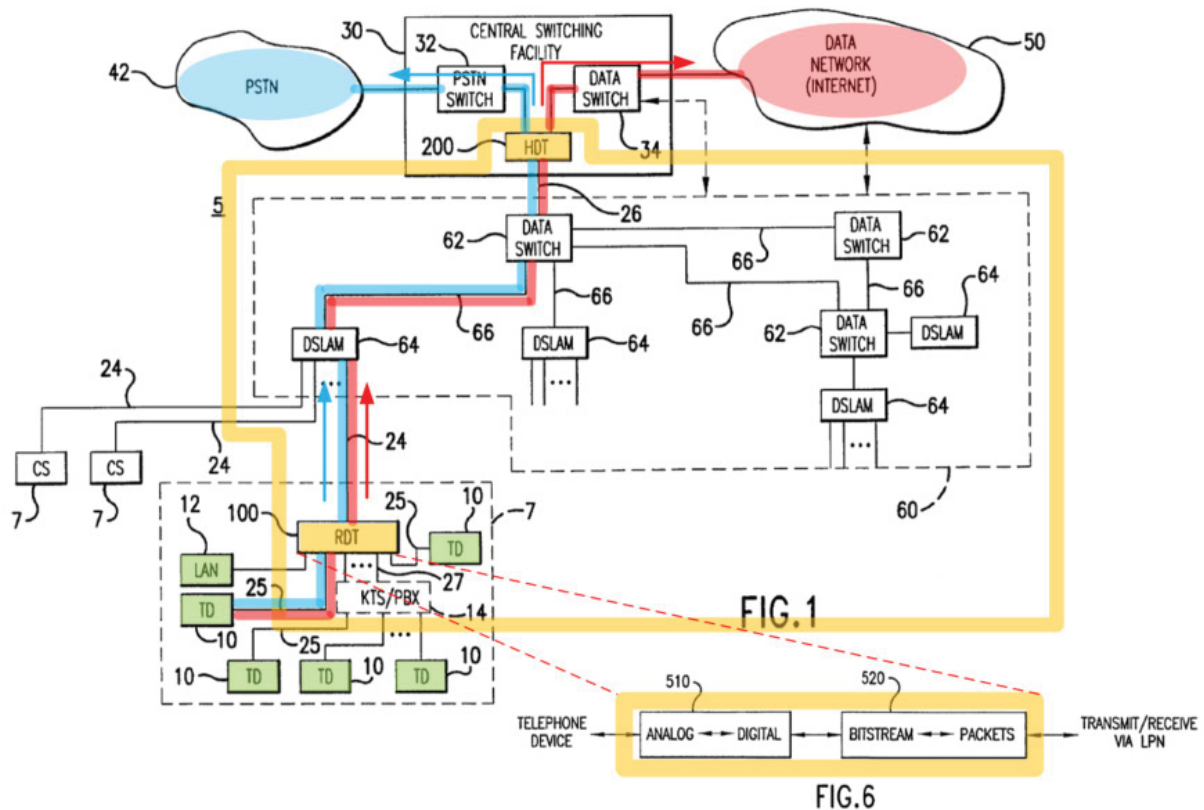 30
CENTRAL SWITCHING
FACILITY
32
42
PSTN
PSTN
SWITCH
DATA
SWITCH
DATA
NETWORK
(INTERNET)
50
200
HDT
34
5
26
62
DATA
SWITCH
66
DATA
SWITCH
62
66
66
66
66
64
DSLAM
64
DSLAM
64
62
DATA
SWITCH
DSLAM
24
...
...
DSLAM
64
24
24
...
CS
CS
7
7
60
12
100
RDT
25
10
7
TD
LAN
...
27
25
KTS/PBX
14
TD
10
25
...
FIG.1
10
TD
10
TD
10
TD
510
520
TELEPHONE
DEVICE
ANALOG
DIGITAL
BITSTREAM
PACKETS
TRANSMIT/RECEIVE
VIA LPN
FIG.6